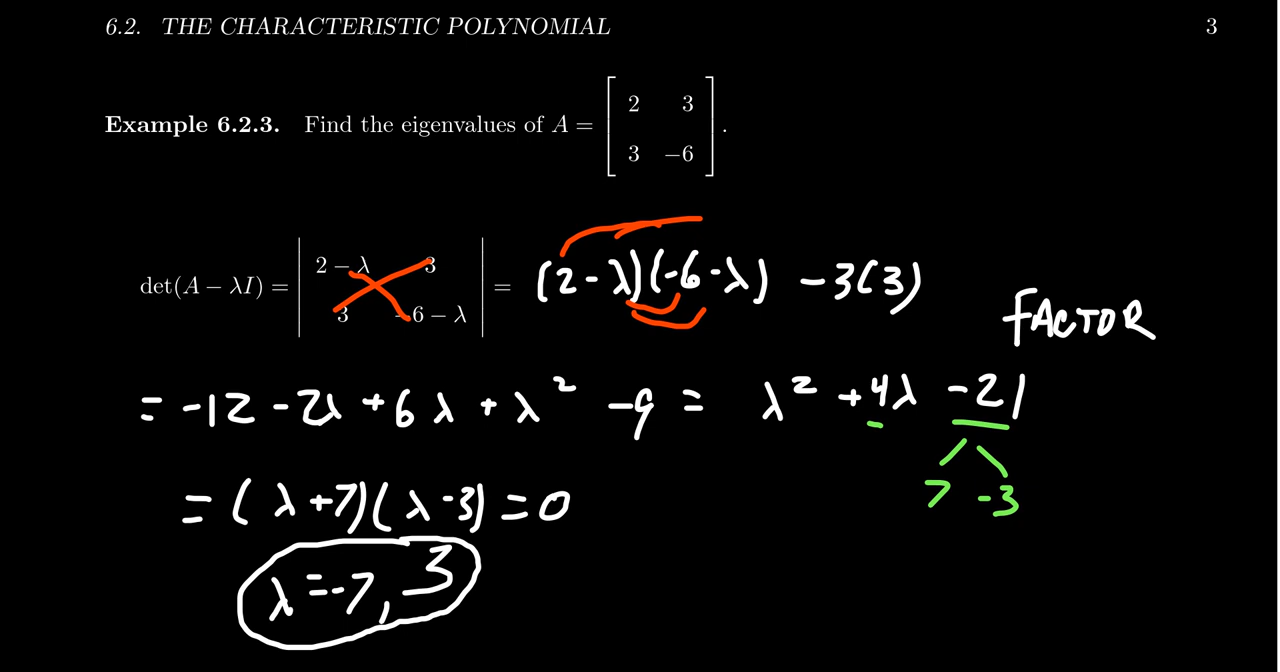 6.2. THE CHARACTERISTIC POLYNOMIAL 3
Example 6.2.3. Find the eigenvalues of A = [ 2 3
3 −6 ] .
det(A − λI) = | 2 − λ 3
3 −6 − λ | = (2-λ)(-6-λ) -3(3)
FACTOR
= -12 -2λ +6λ + λ² -9 = λ² +4λ -21
7 -3
= (λ+7)(λ-3) = 0
λ = -7, 3